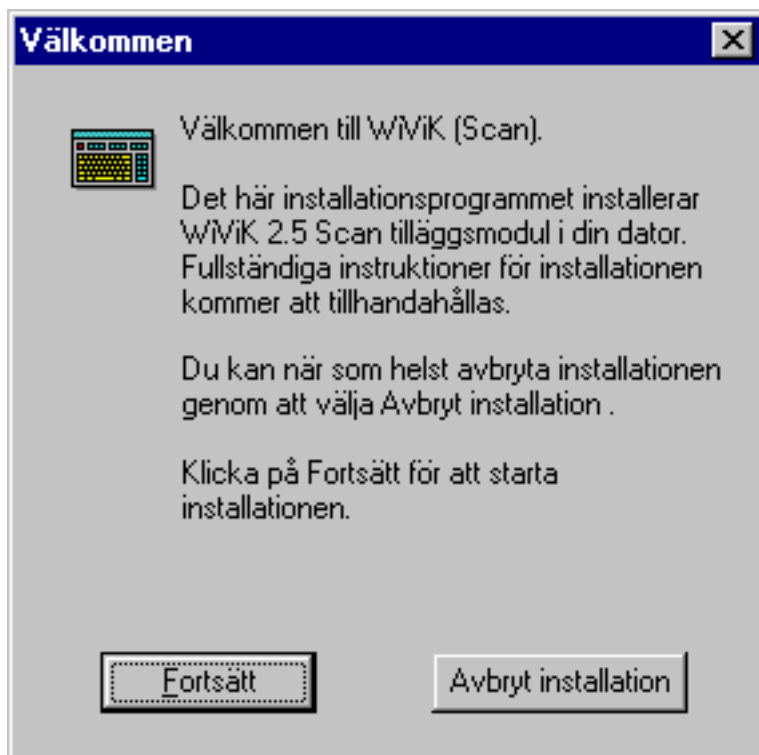 Välkommen
Välkommen till WiViK (Scan).
Det här installationsprogrammet installerar
WiViK 2.5 Scan tilläggsmodul i din dator.
Fullständiga instruktioner för installationen
kommer att tillhandahållas.
Du kan när som helst avbryta installationen
genom att välja Avbryt installation .
Klicka på Fortsätt för att starta
installationen.
Fortsätt
Avbryt installation